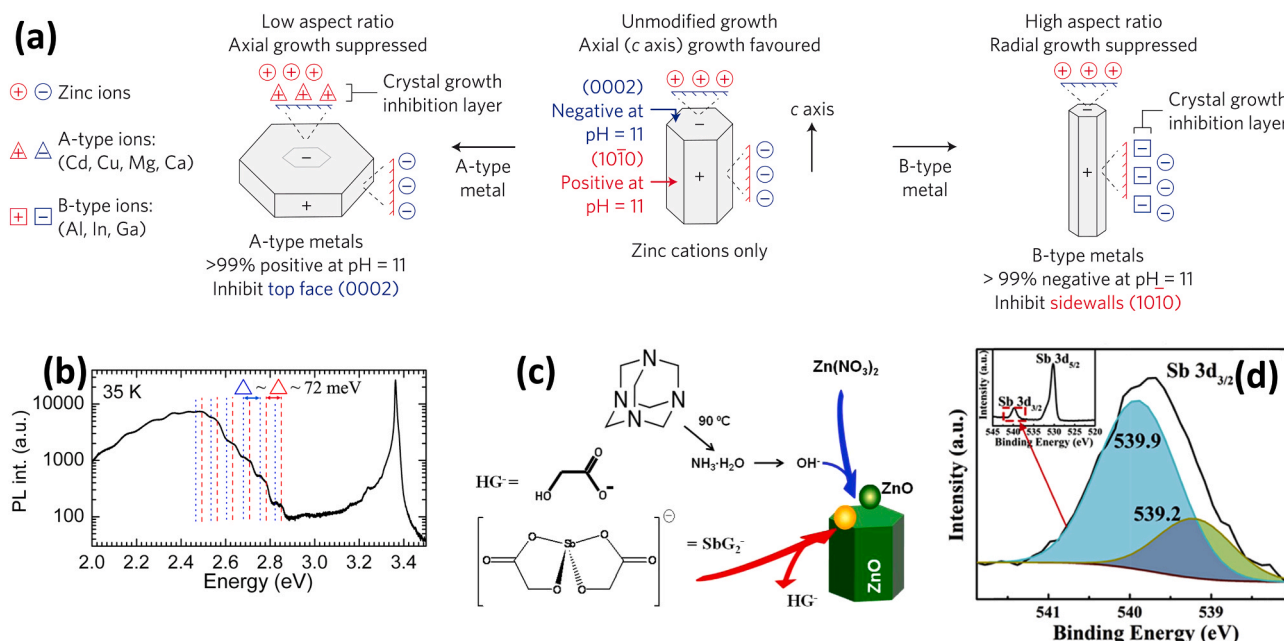 (a)
Low aspect ratio
Axial growth suppressed
Unmodified growth
Axial (c axis) growth favoured
High aspect ratio
Radial growth suppressed
+ − Zinc ions
+ − A-type ions:
(Cd, Cu, Mg, Ca)
+ − B-type ions:
(Al, In, Ga)
+ + +
+ + +
Crystal growth
inhibition layer
−
+
−
−
−
A-type metals
>99% positive at pH = 11
Inhibit top face (0002)
A-type
metal
(0002)
Negative at
pH = 11
(101̄0)
Positive at
pH = 11
+ + +
−
+
−
−
−
c axis
Zinc cations only
B-type
metal
+ + +
−
+
− −
− −
− −
Crystal growth
inhibition layer
B-type metals
> 99% negative at pH = 11
Inhibit sidewalls (101̄0)
(b)
35 K
Δ ~ Δ ~ 72 meV
PL int. (a.u.)
10000
1000
100
2.0 2.2 2.4 2.6 2.8 3.0 3.2 3.4
Energy (eV)
(c)
N
N
N
N
90 ºC
NH₃·H₂O → OH⁻
Zn(NO₃)₂
HG⁻=
O
HO
O⁻
ZnO
ZnO
O
O
Sb
O
O
O
O
⊖
= SbG₂⁻
HG⁻
(d)
Sb 3d3/2
Intensity (a.u.)
Sb 3d5/2
Sb 3d3/2
545 540 535 530 525 520
Binding Energy (eV)
539.9
539.2
Intensity (a.u.)
541 540 539
Binding Energy (eV)